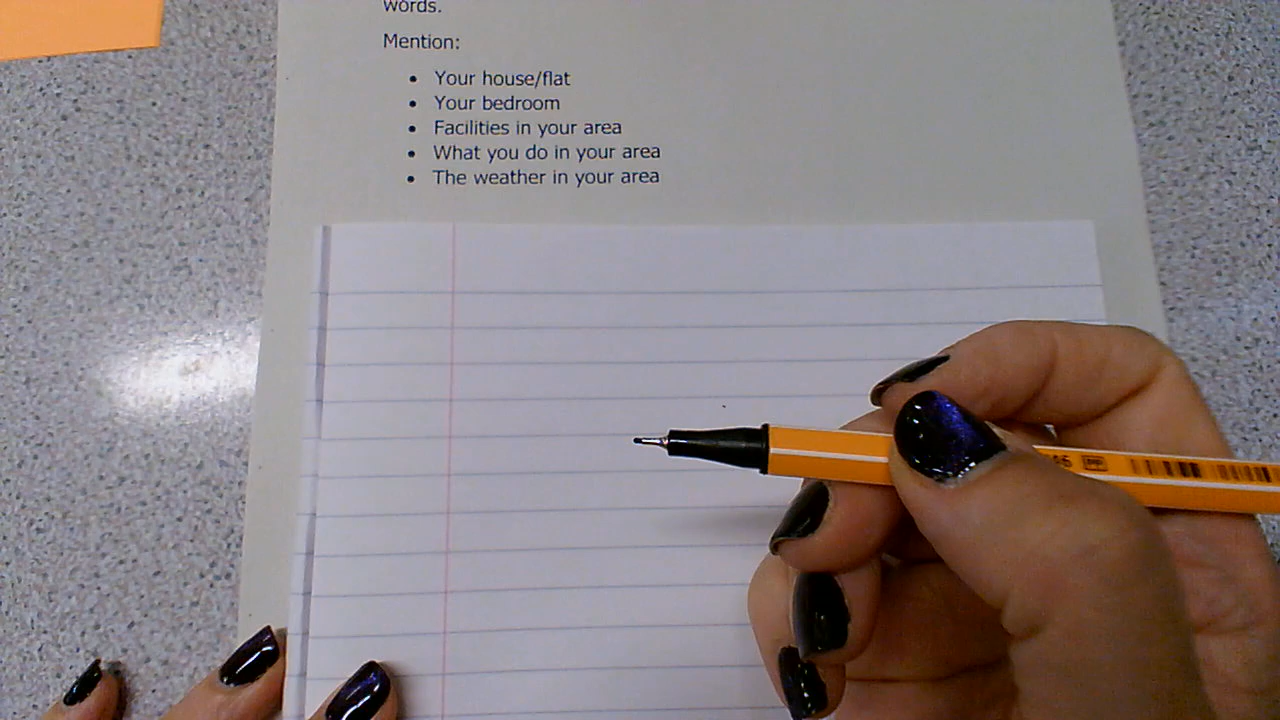 words.
Mention:
• Your house/flat
• Your bedroom
• Facilities in your area
• What you do in your area
• The weather in your area